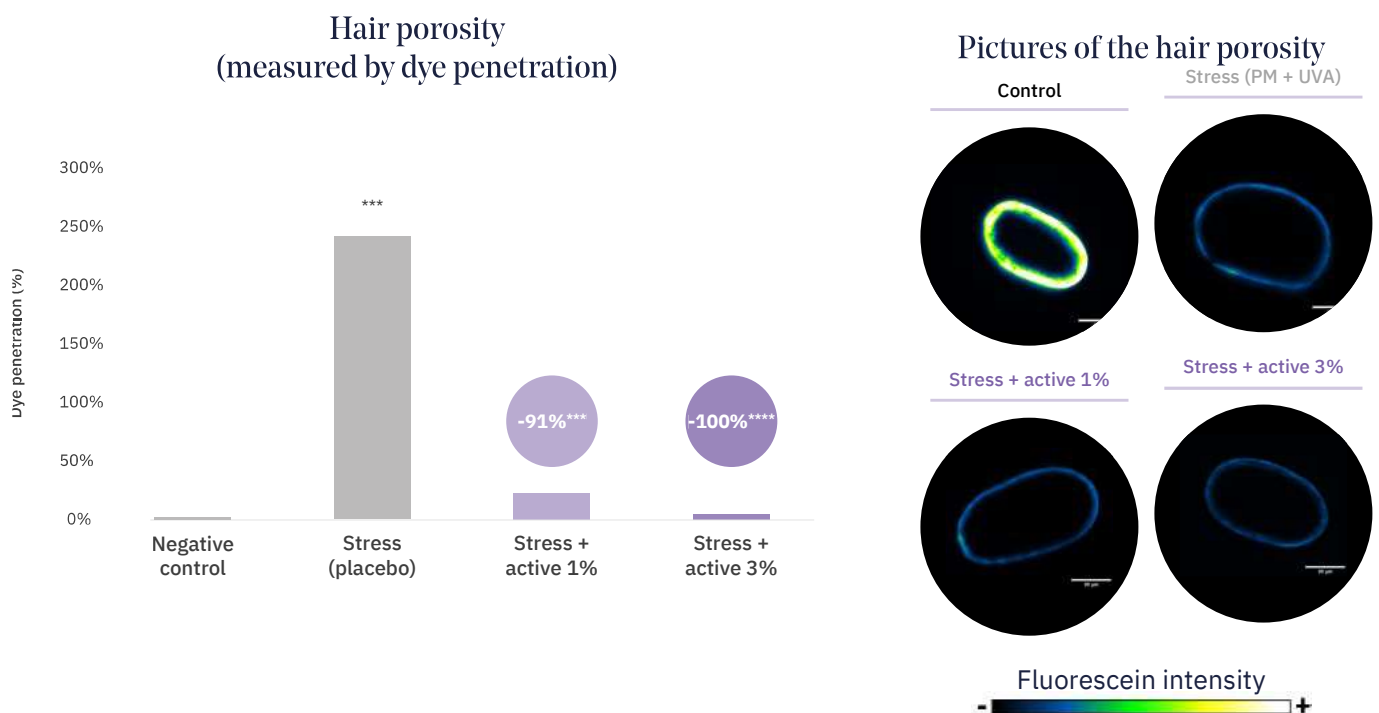 Hair porosity
(measured by dye penetration)
Dye penetration (%)
300%
250%
200%
150%
100%
50%
0%
***
-91%***
-100%****
Negative
control
Stress
(placebo)
Stress +
active 1%
Stress +
active 3%
Pictures of the hair porosity
Control
Stress (PM + UVA)
Stress + active 1%
Stress + active 3%
Fluorescein intensity
- +